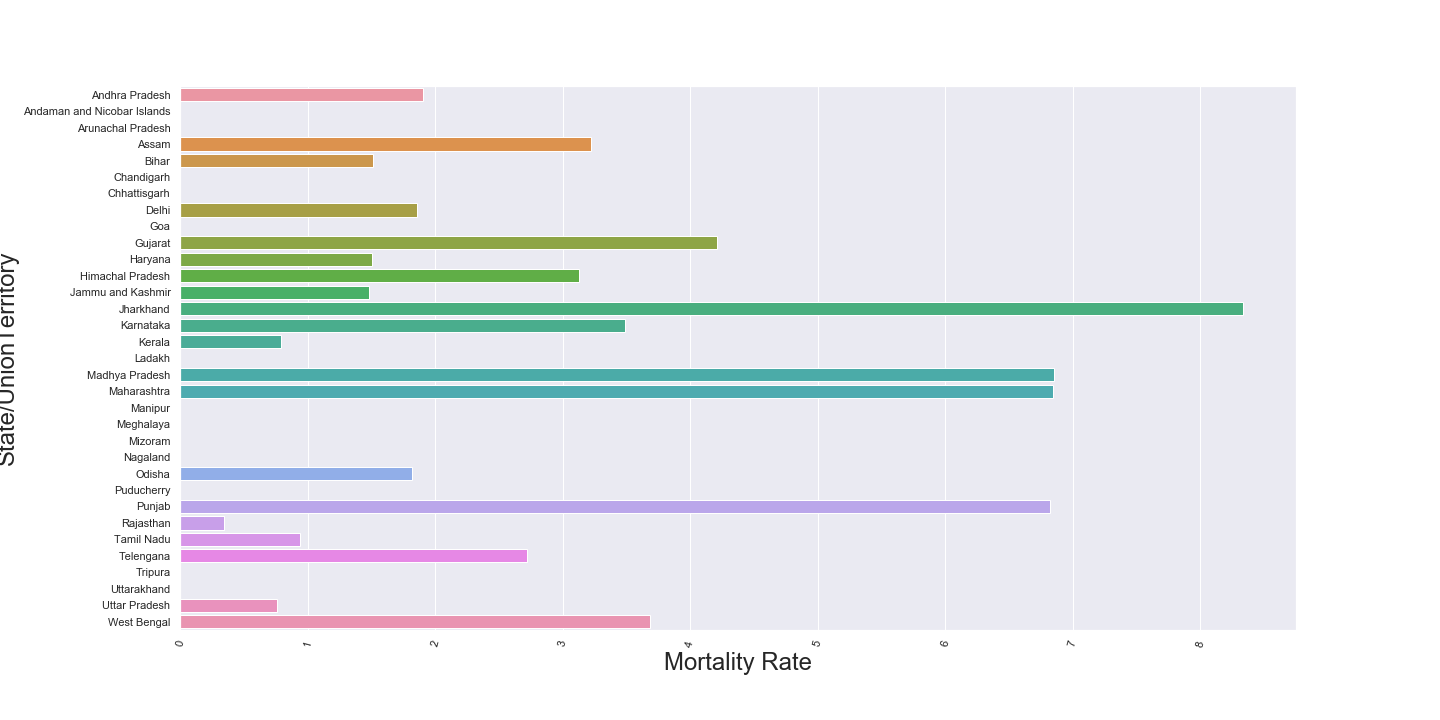 Andhra Pradesh
Andaman and Nicobar Islands
Arunachal Pradesh
Assam
Bihar
Chandigarh
Chhattisgarh
Delhi
Goa
Gujarat
Haryana
Himachal Pradesh
Jammu and Kashmir
Jharkhand
Karnataka
Kerala
Ladakh
Madhya Pradesh
Maharashtra
Manipur
Meghalaya
Mizoram
Nagaland
Odisha
Puducherry
Punjab
Rajasthan
Tamil Nadu
Telengana
Tripura
Uttarakhand
Uttar Pradesh
West Bengal
State/UnionTerritory
0 1 2 3 4 5 6 7 8
Mortality Rate